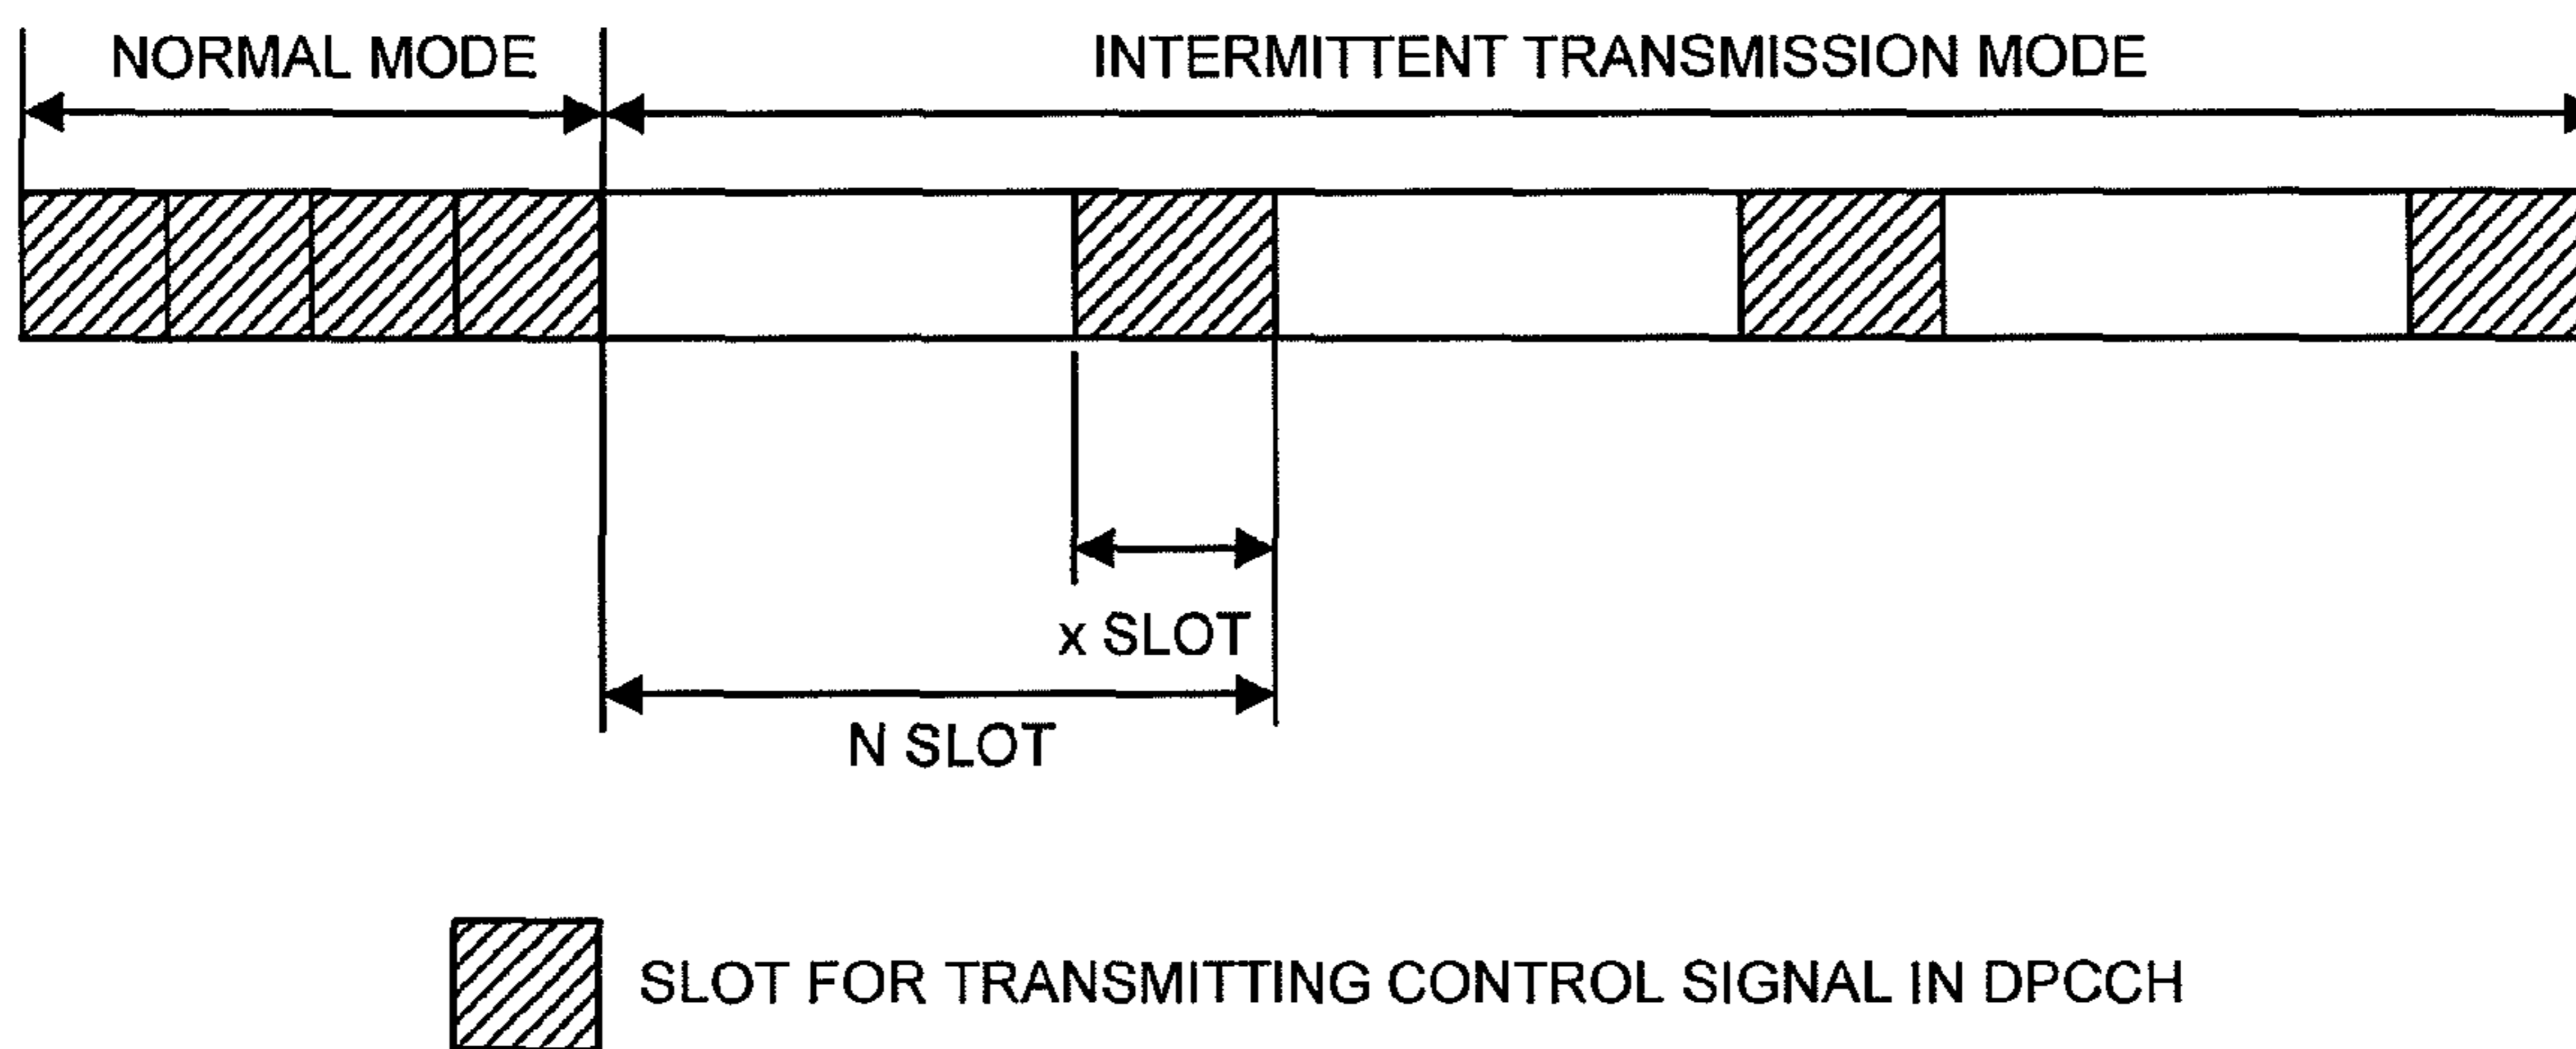 NORMAL MODE
INTERMITTENT TRANSMISSION MODE
x SLOT
N SLOT
SLOT FOR TRANSMITTING CONTROL SIGNAL IN DPCCH